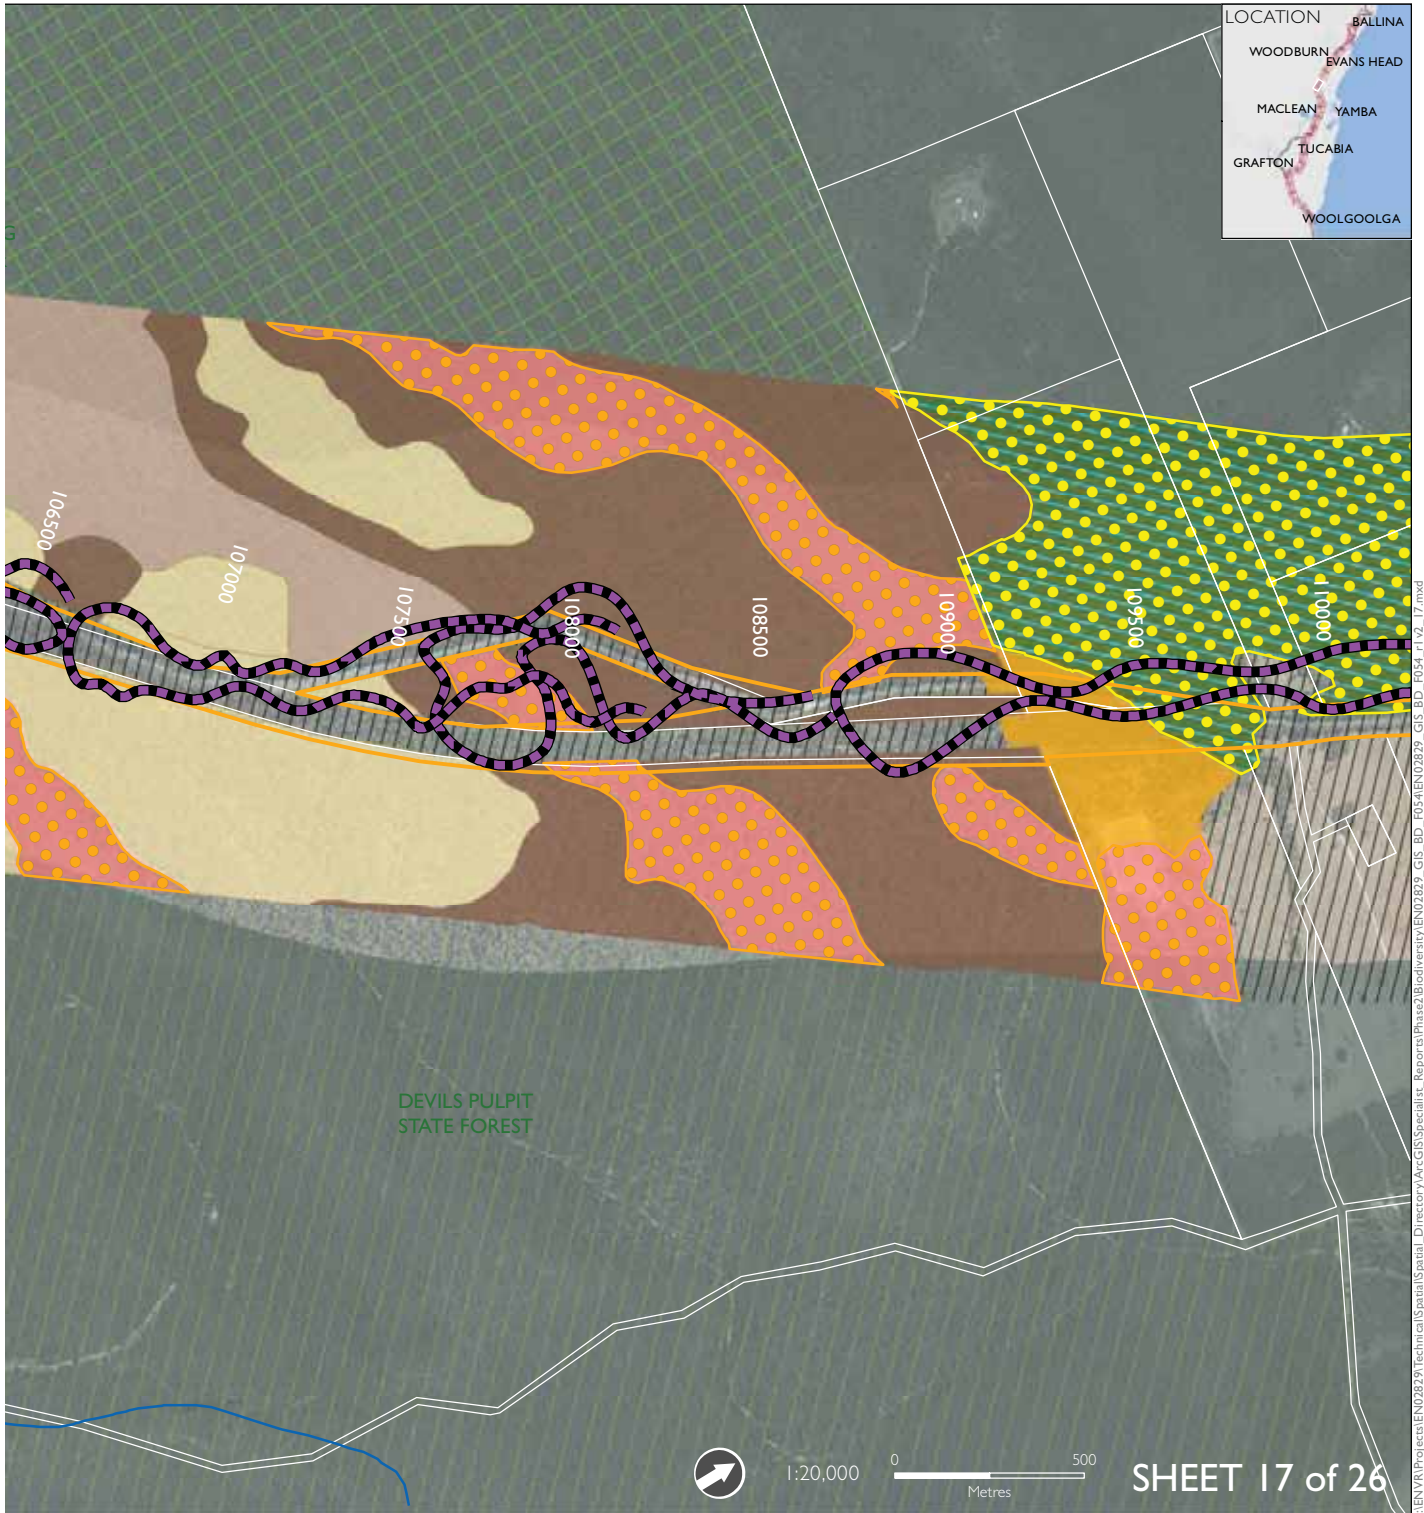 LOCATION
BALLINA
WOODBURN
EVANS HEAD
MACLEAN
YAMBA
TUCABIA
GRAFTON
WOOLGOOLGA
G
106500
107000
107500
108000
108500
109000
109500
110000
DEVILS PULPIT
STATE FOREST
1:20,000
0
500
Metres
SHEET 17 of 26
:\ENVR\Projects\EN02829\Technical\Spatial\Spatial_Directory\ArcGIS\Specialist_Reports\Phase2\Biodiversity\EN02829_GIS_BD_F054\EN02829_GIS_BD_F054_r1v2_17.mxd